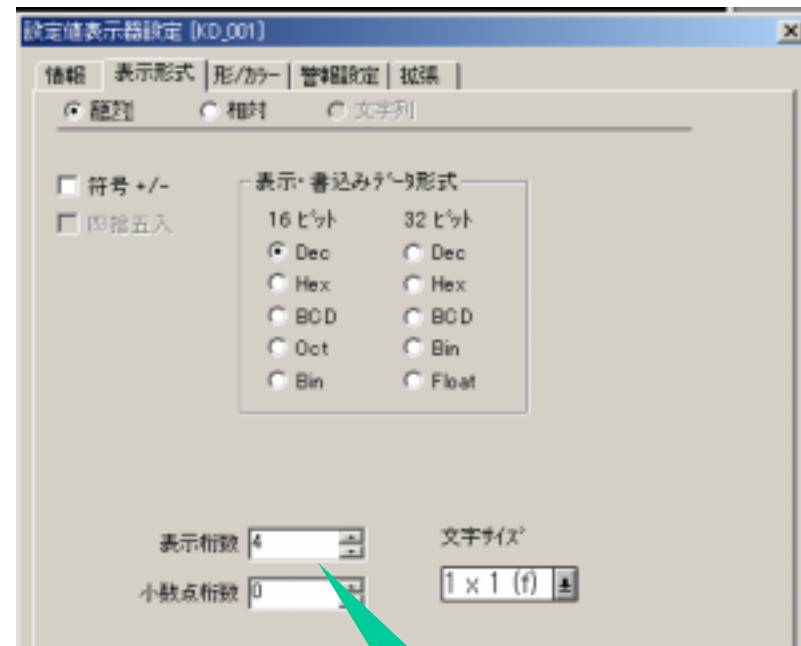 設定値表示器設定 [KD_001]
情報 表示形式 形/カラー 警報設定 拡張
絶対 相対 文字列
符号 +/-
四捨五入
表示・書込みデータ形式
16 ビット 32 ビット
Dec Dec
Hex Hex
BCD BCD
Oct Bin
Bin Float
表示桁数 4
文字サイズ
小数点桁数 0
1 x 1 (f)